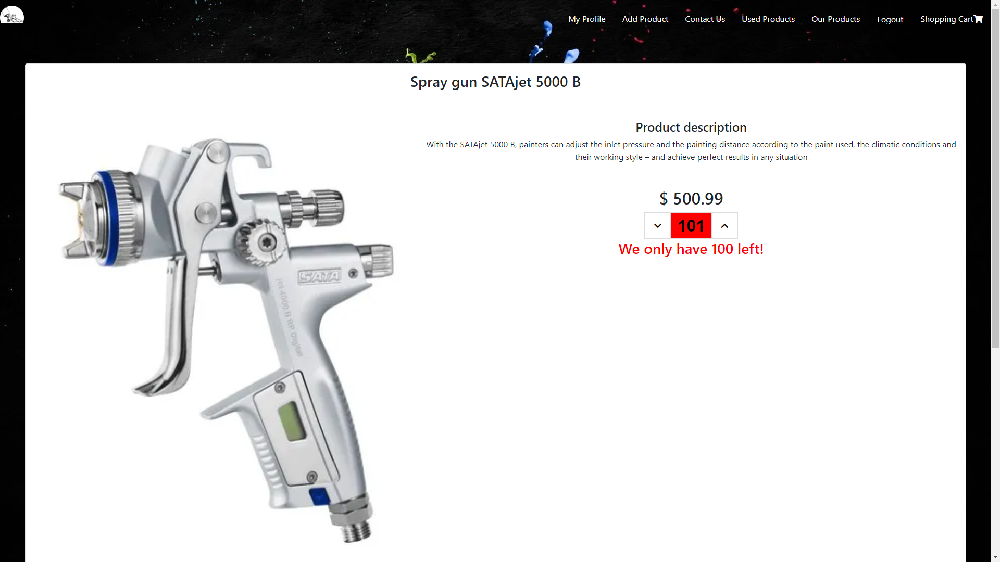 My Profile
Add Product
Contact Us
Used Products
Our Products
Logout
Shopping Cart
Spray gun SATAjet 5000 B
Product description
With the SATAjet 5000 B, painters can adjust the inlet pressure and the painting distance according to the paint used, the climatic conditions and
their working style – and achieve perfect results in any situation
$ 500.99
101
We only have 100 left!
SATA
jet 4000 B RP Digital